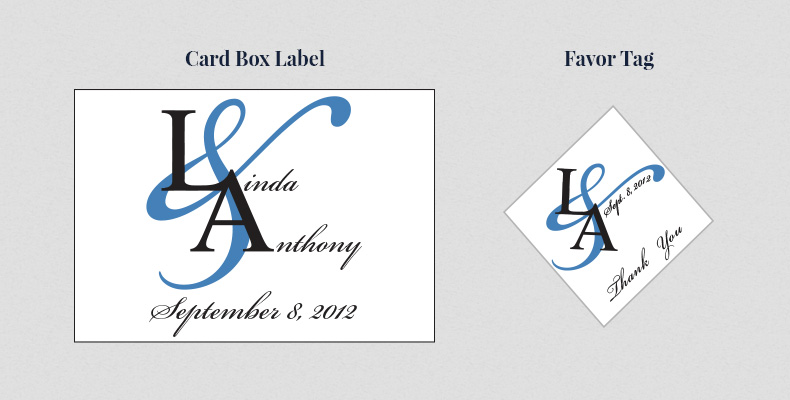 Card Box Label
Favor Tag
&
Linda
Anthony
September 8, 2012
L & A
Sept. 8, 2012
Thank You